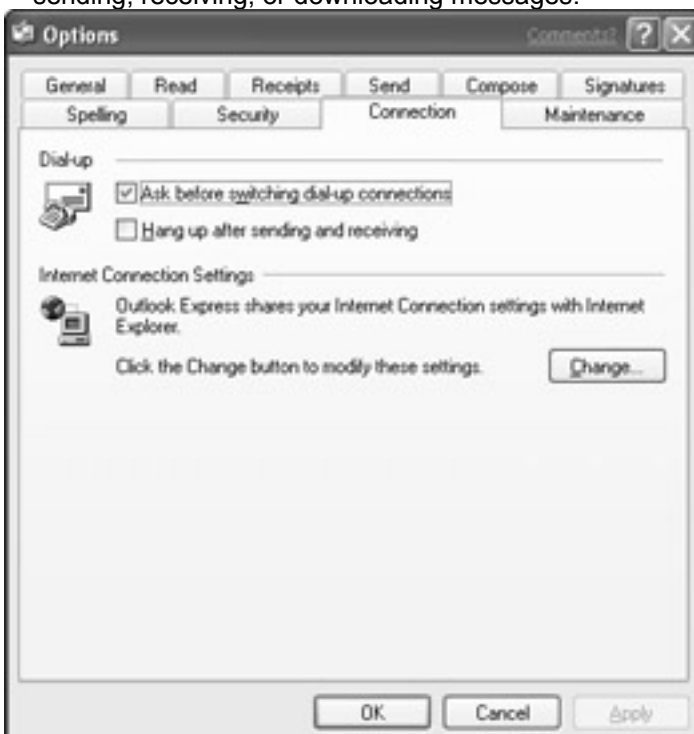 sending, receiving, or downloading messages.
Options Comments?
General Read Receipts Send Compose Signatures
Spelling Security Connection Maintenance
Dial-up
Ask before switching dial-up connections
Hang up after sending and receiving
Internet Connection Settings
Outlook Express shares your Internet Connection settings with Internet
Explorer.
Click the Change button to modify these settings. Change...
OK Cancel Apply